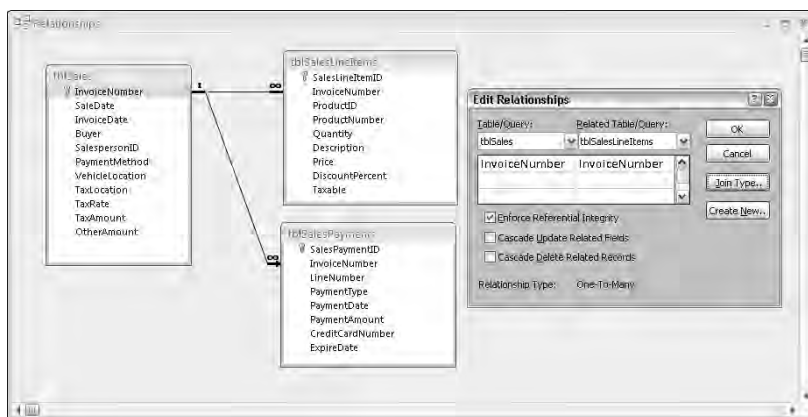 Relationships
tblSales
InvoiceNumber
SaleDate
InvoiceDate
Buyer
SalespersonID
PaymentMethod
VehicleLocation
TaxLocation
TaxRate
TaxAmount
OtherAmount
1
∞
∞
tblSalesLineItems
SalesLineItemID
InvoiceNumber
ProductID
ProductNumber
Quantity
Description
Price
DiscountPercent
Taxable
tblSalesPayments
SalesPaymentID
InvoiceNumber
LineNumber
PaymentType
PaymentDate
PaymentAmount
CreditCardNumber
ExpireDate
Edit Relationships
Table/Query: Related Table/Query:
tblSales tblSalesLineItems
InvoiceNumber InvoiceNumber
Enforce Referential Integrity
Cascade Update Related Fields
Cascade Delete Related Records
Relationship Type: One-To-Many
OK
Cancel
Join Type..
Create New..